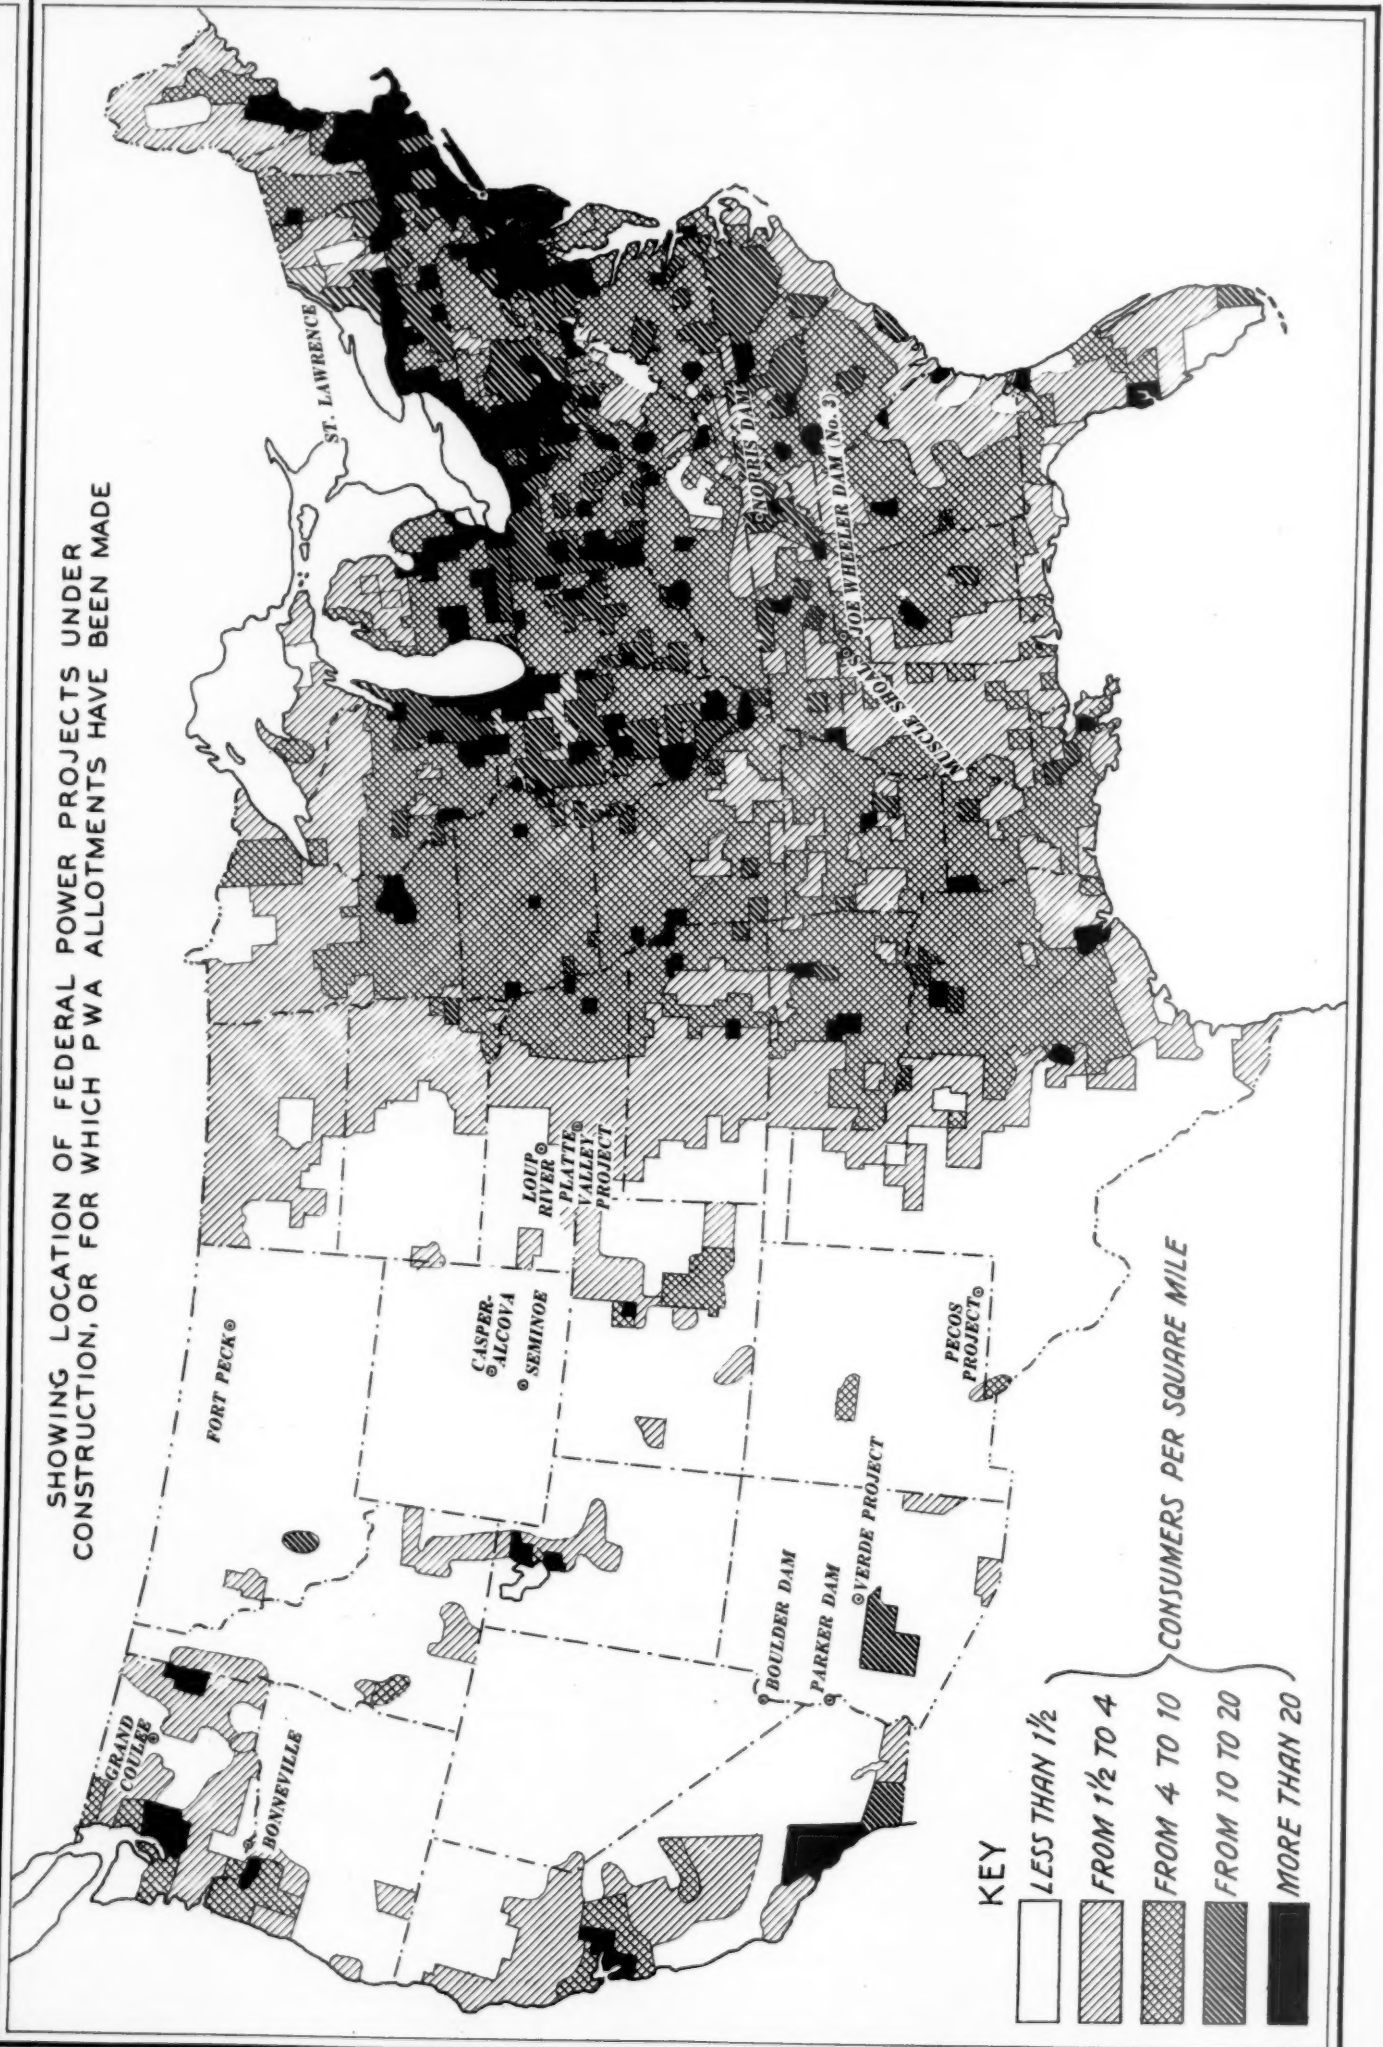 SHOWING LOCATION OF FEDERAL POWER PROJECTS UNDER
CONSTRUCTION, OR FOR WHICH PWA ALLOTMENTS HAVE BEEN MADE
GRAND
COULEE
BONNEVILLE
FORT PECK
CASPER-
ALCOVA
SEMINOE
LOUP
RIVER
PLATTE
VALLEY
PROJECT
ST. LAWRENCE
BOULDER DAM
PARKER DAM
VERDE PROJECT
PECOS
PROJECT
MUSCLE SHOALS
JOE WHEELER DAM (No. 3)
NORRIS DAM
KEY
LESS THAN 1½
FROM 1½ TO 4
FROM 4 TO 10
FROM 10 TO 20
MORE THAN 20
CONSUMERS PER SQUARE MILE